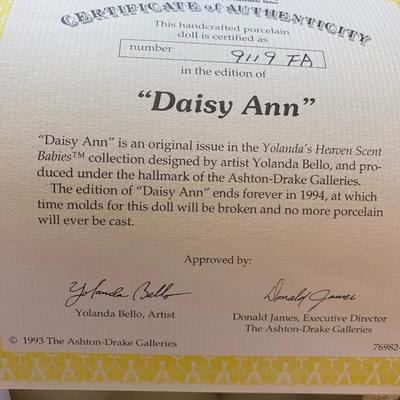 CERTIFICATE of AUTHENTICITY
This handcrafted porcelain
doll is certified as
number 9119 FA
in the edition of
"Daisy Ann"
"Daisy Ann" is an original issue in the Yolanda's Heaven Scent
Babies™ collection designed by artist Yolanda Bello, and pro-
duced under the hallmark of the Ashton-Drake Galleries.
The edition of "Daisy Ann" ends forever in 1994, at which
time molds for this doll will be broken and no more porcelain
will ever be cast.
Approved by:
Yolanda Bello Donald James
Yolanda Bello, Artist Donald James, Executive Director
The Ashton-Drake Galleries
© 1993 The Ashton-Drake Galleries 76982